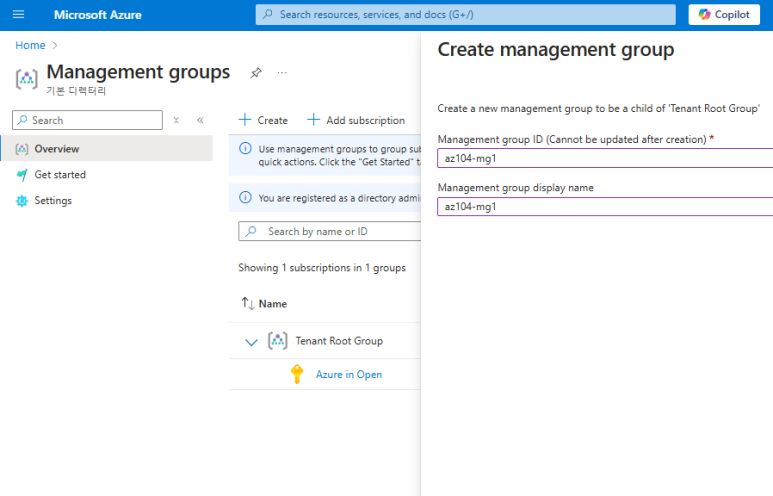 Microsoft Azure
Search resources, services, and docs (G+/)
Copilot
Home
Management groups
기본 디렉터리
Search
Overview
Get started
Settings
Create
Add subscription
Use management groups to group sub
quick actions. Click the "Get Started" ta
You are registered as a directory admi
Search by name or ID
Showing 1 subscriptions in 1 groups
Name
Tenant Root Group
Azure in Open
Create management group
Create a new management group to be a child of 'Tenant Root Group'
Management group ID (Cannot be updated after creation) *
az104-mg1
Management group display name
az104-mg1